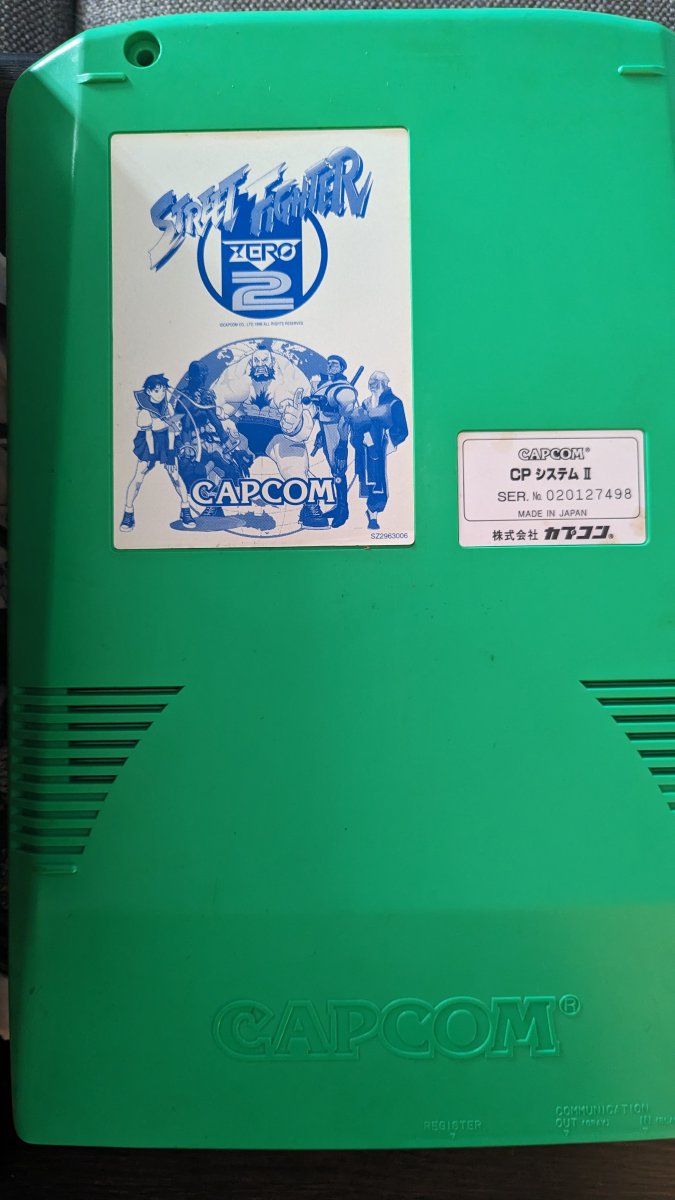 STREET FIGHTER
ZERO
2
©CAPCOM CO., LTD.1996 ALL RIGHTS RESERVED.
CAPCOM
SZ2963006
CAPCOM®
CP システムⅡ
SER.№ 020127498
MADE IN JAPAN
株式会社 カプコン®
CAPCOM®
REGISTER
COMMUNICATION
OUT
IN